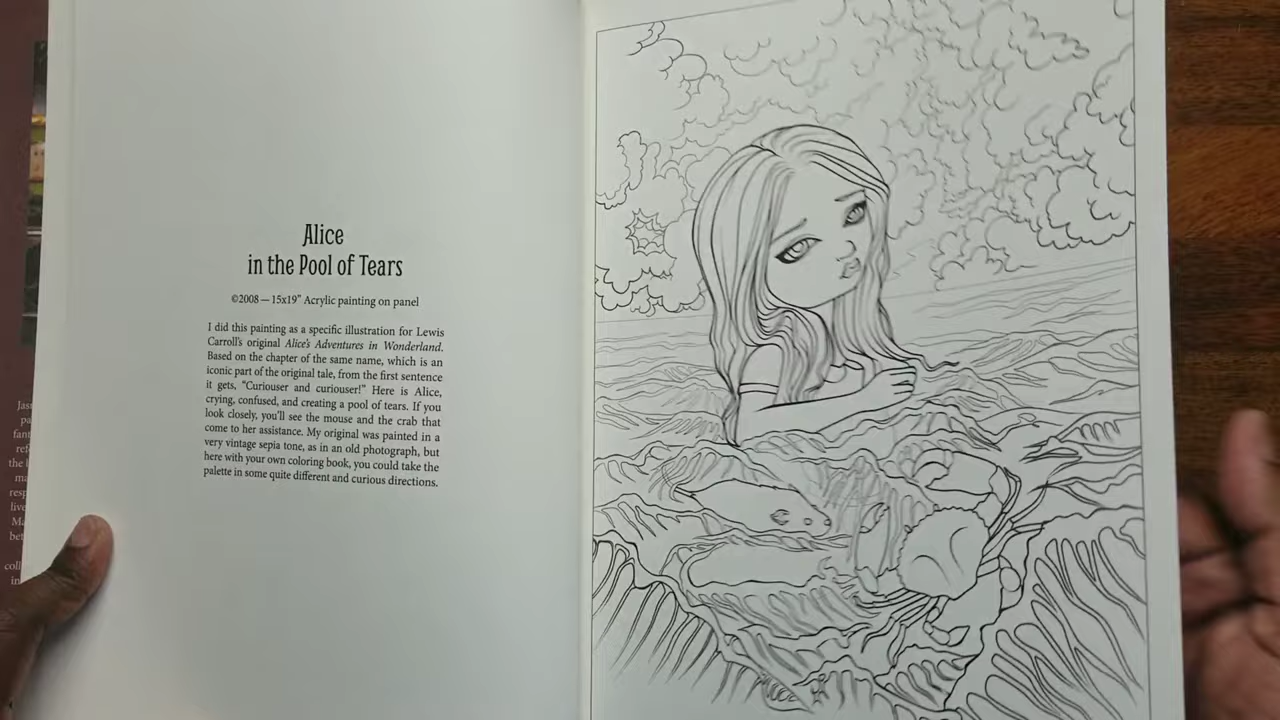 Alice
in the Pool of Tears
©2008 — 15x19" Acrylic painting on panel
I did this painting as a specific illustration for Lewis
Carroll's original Alice's Adventures in Wonderland.
Based on the chapter of the same name, which is an
iconic part of the original tale, from the first sentence
it gets, "Curiouser and curiouser!" Here is Alice,
crying, confused, and creating a pool of tears. If you
look closely, you'll see the mouse and the crab that
come to her assistance. My original was painted in a
very vintage sepia tone, as in an old photograph, but
here with your own coloring book, you could take the
palette in some quite different and curious directions.